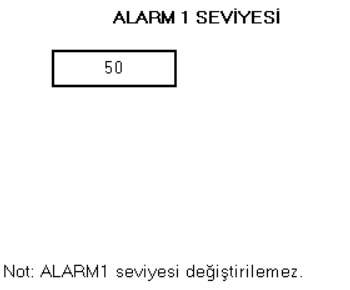 ALARM 1 SEVİYESİ
50
Not: ALARM1 seviyesi değiştirilemez.